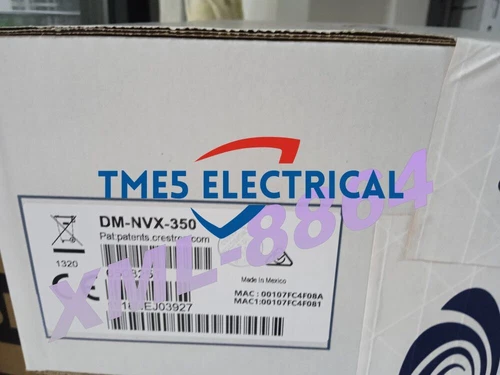 TME5 ELECTRICAL
XML-8884
DM-NVX-350
Pat:patents.crestron.com
1320
Made in Mexico
MAC : 00107FC4F08A
MAC1:00107FC4F081
EJ03927